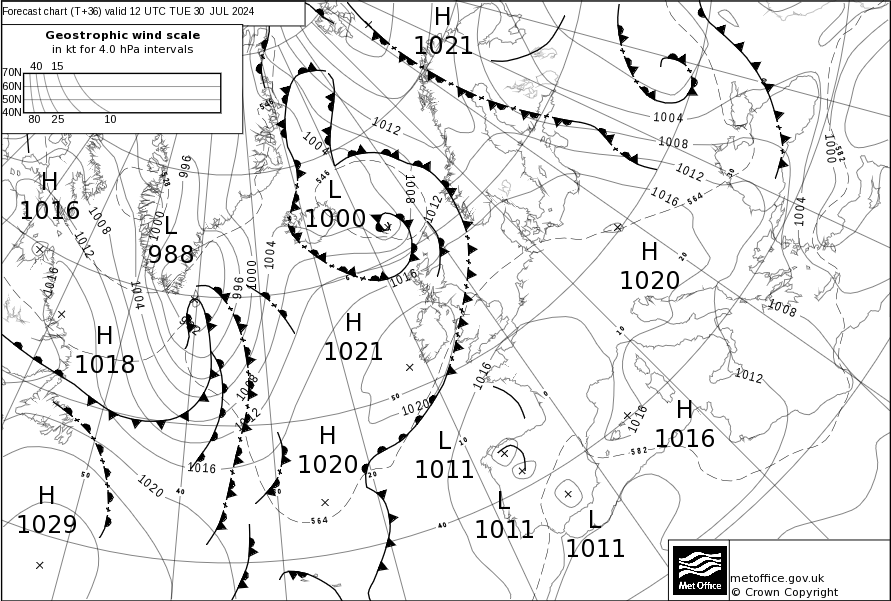 Forecast chart (T+36) valid 12 UTC TUE 30 JUL 2024
Geostrophic wind scale
in kt for 4.0 hPa intervals
40 15
70N
60N
50N
40N
80 25 10
H
1021
H
1016
L
988
L
1000
H
1020
H
1018
H
1021
H
1016
H
1020
L
1011
H
1029
L
1011
L
1011
996
1004
1012
546
1004
1008
1012
1016
564
1000
582
1004
1008
1012
1016
1008
1012
1000
1004
1016
1004
996
1000
1016
1008
1012
1016
1020
1016
1020
1016
1012
1008
582
564
546
528
50
40
30
20
10
0
10
20
30
40
50
metoffice.gov.uk
© Crown Copyright
Met Office